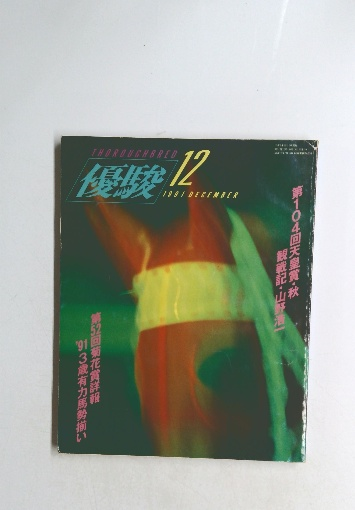 THOROUGHBRED
優駿
12
1991 DECEMBER
第104回天皇賞・秋
観戦記・山野浩一
第52回菊花賞詳報
'91 3歳有力馬勢揃い